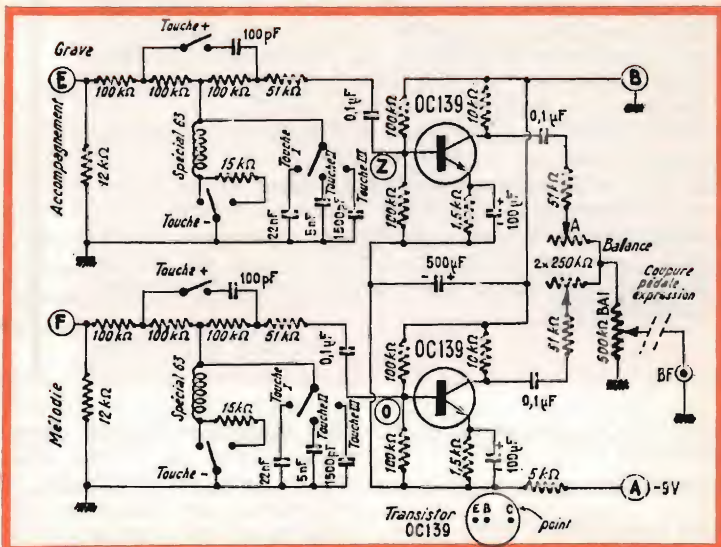 Grave
Touche +
100pF
E
100kΩ
100kΩ
100kΩ
51kΩ
Accompagnement
12kΩ
Spécial 63
15kΩ
Touche -
Touche I
Touche II
Touche III
22nF
5nF
1500pF
0,1µF
Z
100kΩ
100kΩ
OC139
10kΩ
1,5kΩ
100µF
0,1µF
51kΩ
B
A
Balance
2x250kΩ
51kΩ
500kΩ BAI
Coupure
pédale
expression
BF
500µF
- +
Touche +
100pF
F
100kΩ
100kΩ
100kΩ
51kΩ
Mélodie
12kΩ
Spécial 63
15kΩ
Touche -
Touche I
Touche II
Touche III
22nF
5nF
1500pF
0,1µF
O
100kΩ
100kΩ
OC139
10kΩ
1,5kΩ
100µF
0,1µF
5kΩ
A -9V
Transistor
OC139
E B C
point